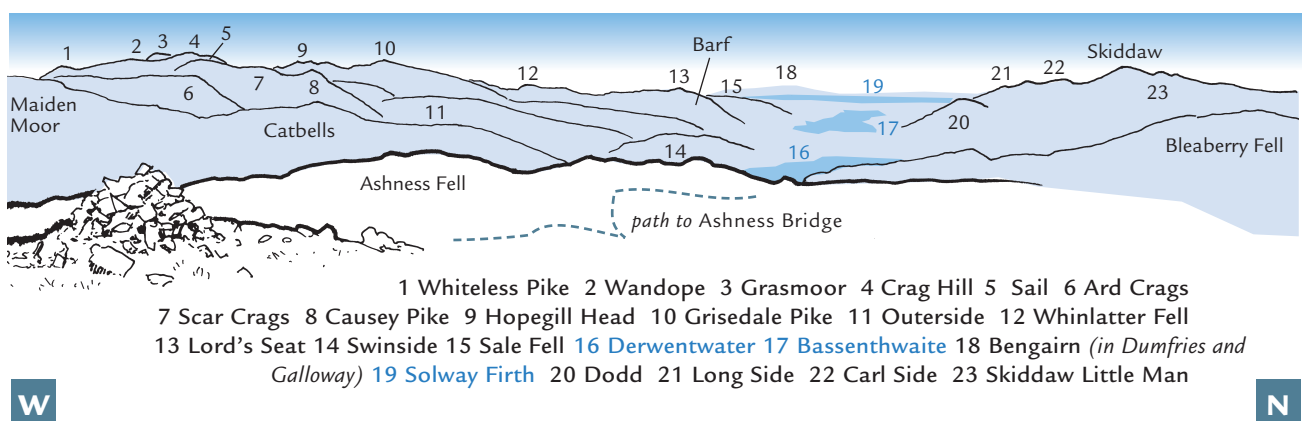 1 2 3 4 5 9 10 12 13 Barf 15 18 19 21 22 Skiddaw
Maiden
Moor
6 7 8 11 14 16 17 20 23
Catbells
Bleaberry Fell
Ashness Fell
path to Ashness Bridge
1 Whiteless Pike 2 Wandope 3 Grasmoor 4 Crag Hill 5 Sail 6 Ard Crags
7 Scar Crags 8 Causey Pike 9 Hopegill Head 10 Grisedale Pike 11 Outerside 12 Whinlatter Fell
13 Lord's Seat 14 Swinside 15 Sale Fell 16 Derwentwater 17 Bassenthwaite 18 Bengairn (in Dumfries and
Galloway) 19 Solway Firth 20 Dodd 21 Long Side 22 Carl Side 23 Skiddaw Little Man
W
N